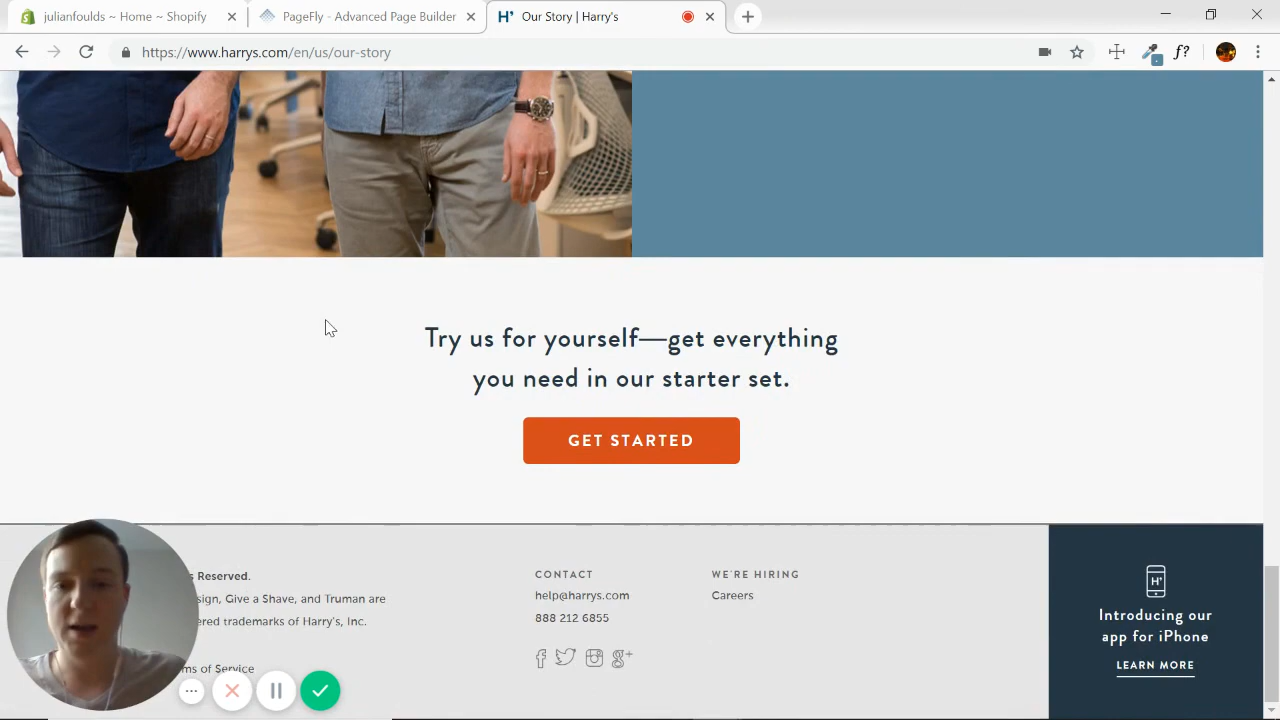 julianfoulds ~ Home ~ Shopify
PageFly - Advanced Page Builder
H' Our Story | Harry's
https://www.harrys.com/en/us/our-story
f?
Try us for yourself—get everything
you need in our starter set.
GET STARTED
s Reserved.
sign, Give a Shave, and Truman are
ered trademarks of Harry's, Inc.
ms of Service
CONTACT
help@harrys.com
888 212 6855
g+
WE'RE HIRING
Careers
H'
Introducing our
app for iPhone
LEARN MORE